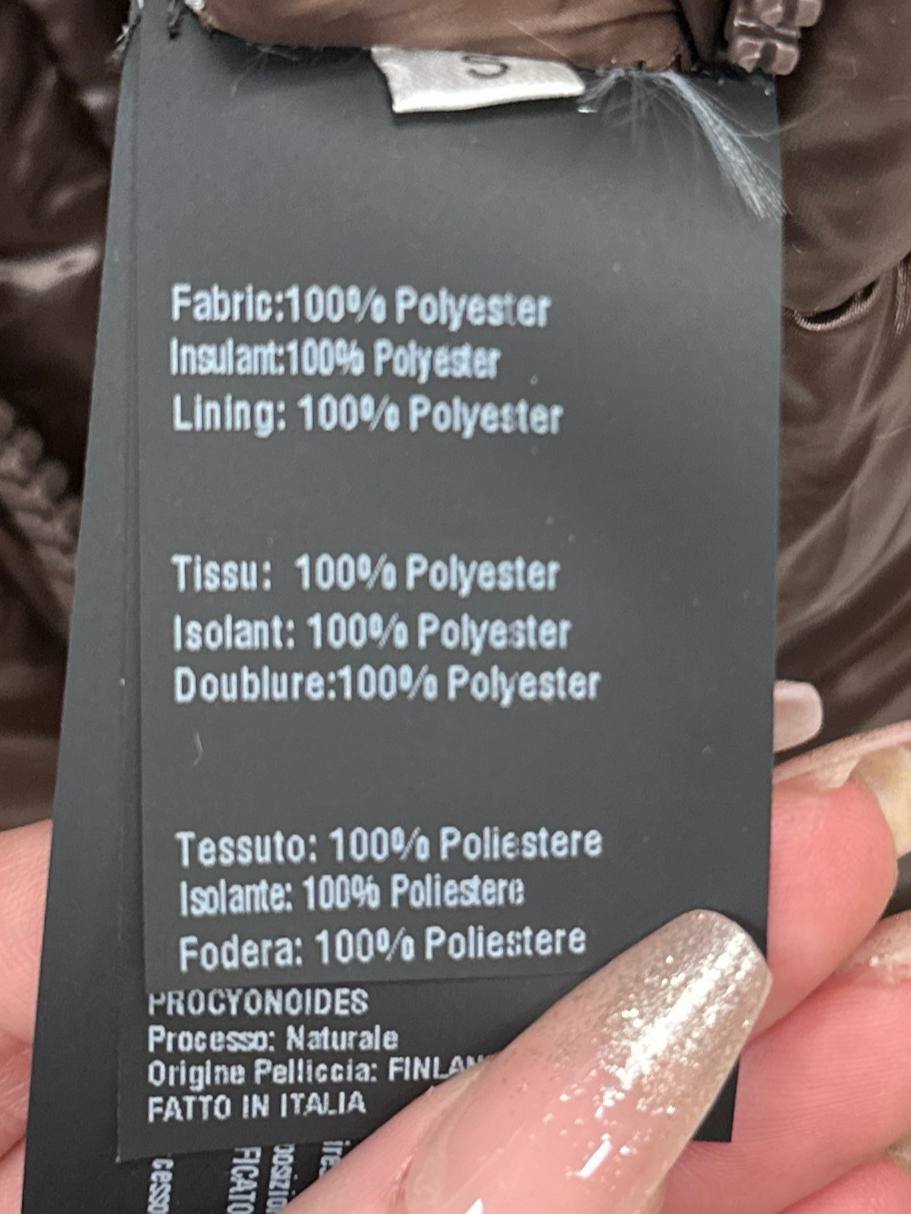 S
Fabric:100% Polyester
Insulant:100% Polyester
Lining: 100% Polyester
Tissu: 100% Polyester
Isolant: 100% Polyester
Doublure:100% Polyester
Tessuto: 100% Poliestere
Isolante: 100% Poliestere
Fodera: 100% Poliestere
PROCYONOIDES
Processo: Naturale
Origine Pelliccia:
FATTO IN ITALIA